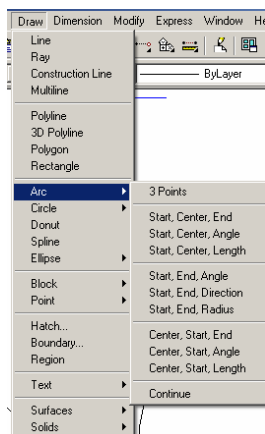 Draw Dimension Modify Express Window
ByLayer
Line
Ray
Construction Line
Multiline
Polyline
3D Polyline
Polygon
Rectangle
Arc
Circle
Donut
Spline
Ellipse
Block
Point
Hatch...
Boundary...
Region
Text
Surfaces
Solids
3 Points
Start, Center, End
Start, Center, Angle
Start, Center, Length
Start, End, Angle
Start, End, Direction
Start, End, Radius
Center, Start, End
Center, Start, Angle
Center, Start, Length
Continue